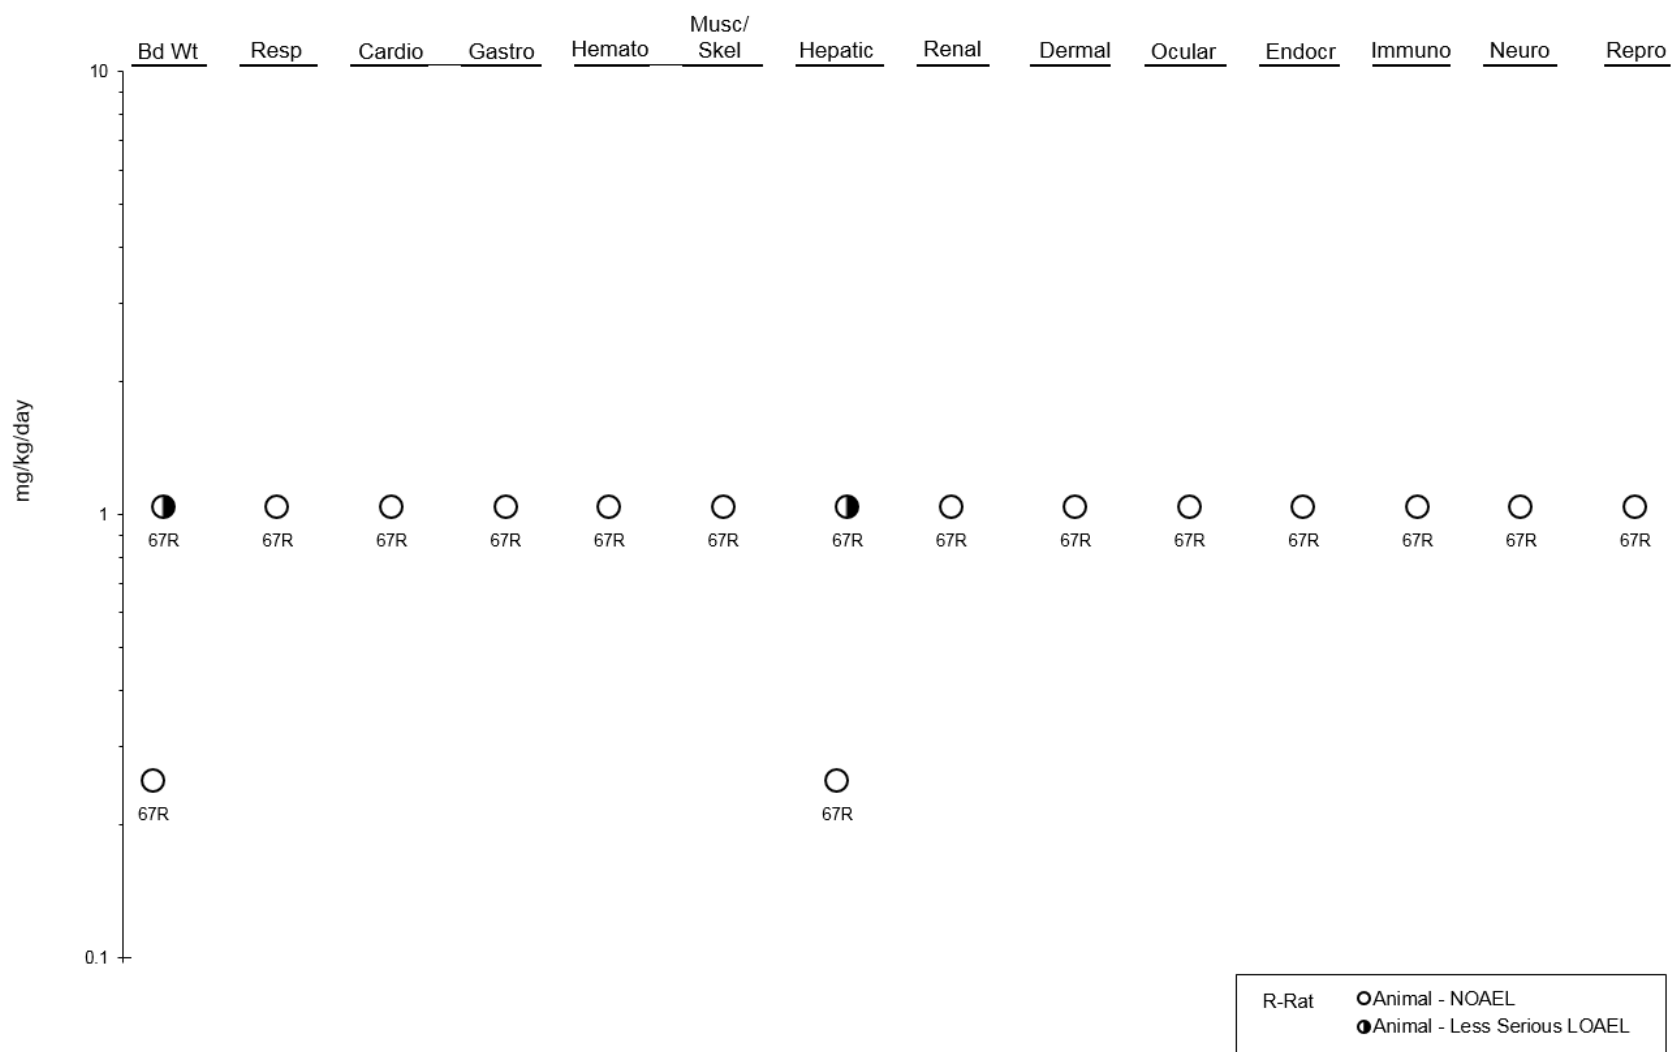 Musc/
Bd Wt Resp Cardio Gastro Hemato Skel Hepatic Renal Dermal Ocular Endocr Immuno Neuro Repro
10
mg/kg/day
1
67R 67R 67R 67R 67R 67R 67R 67R 67R 67R 67R 67R 67R 67R
67R 67R
0.1
R-Rat Animal - NOAEL
Animal - Less Serious LOAEL